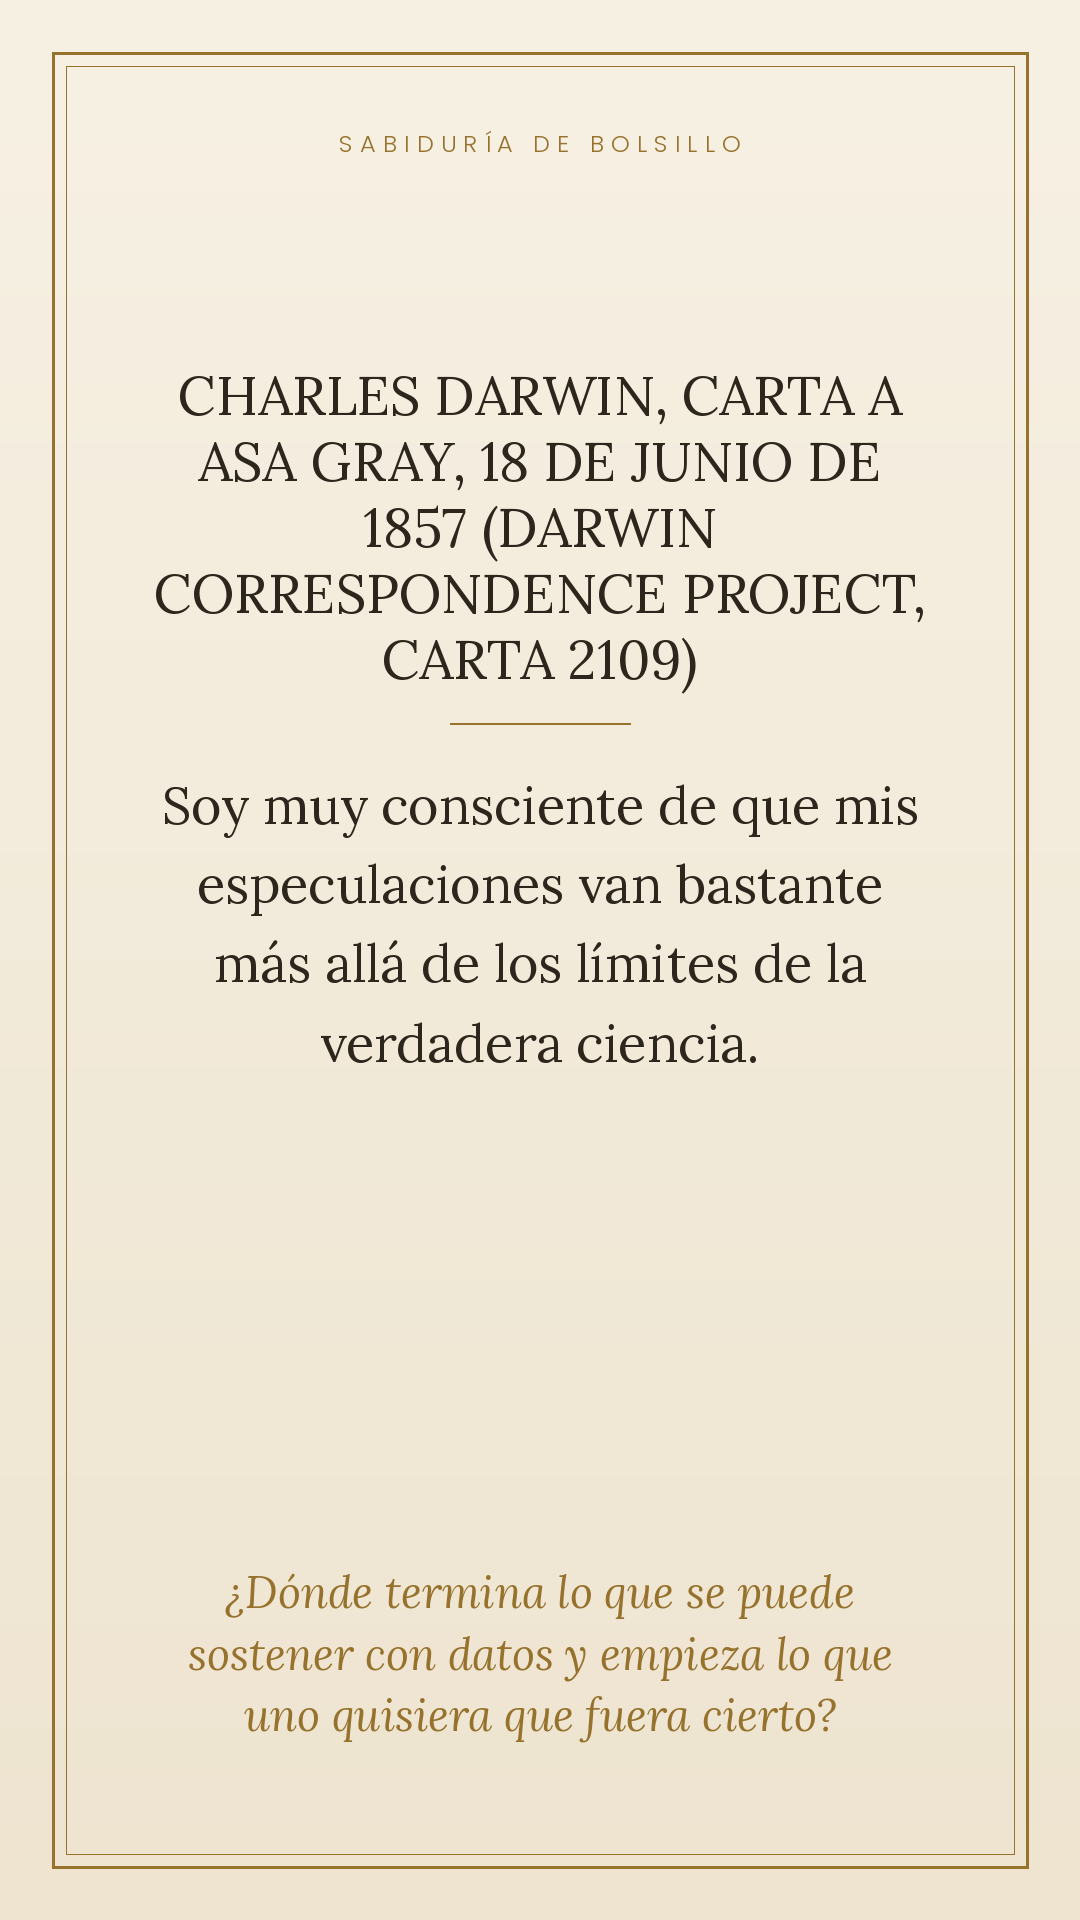 SABIDURÍA DE BOLSILLO
CHARLES DARWIN, CARTA A
ASA GRAY, 18 DE JUNIO DE
1857 (DARWIN
CORRESPONDENCE PROJECT,
CARTA 2109)
Soy muy consciente de que mis
especulaciones van bastante
más allá de los límites de la
verdadera ciencia.
¿Dónde termina lo que se puede
sostener con datos y empieza lo que
uno quisiera que fuera cierto?